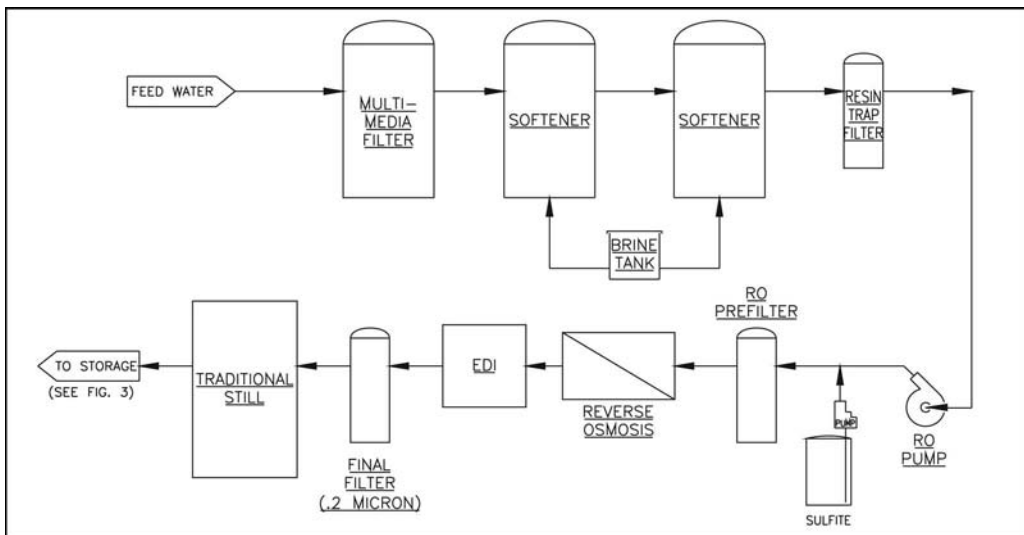 FEED WATER
MULTI-
MEDIA
FILTER
SOFTENER
SOFTENER
RESIN
TRAP
FILTER
BRINE
TANK
RO
PREFILTER
TO STORAGE
(SEE FIG. 3)
TRADITIONAL
STILL
EDI
REVERSE
OSMOSIS
PUMP
RO
PUMP
FINAL
FILTER
(.2 MICRON)
SULFITE